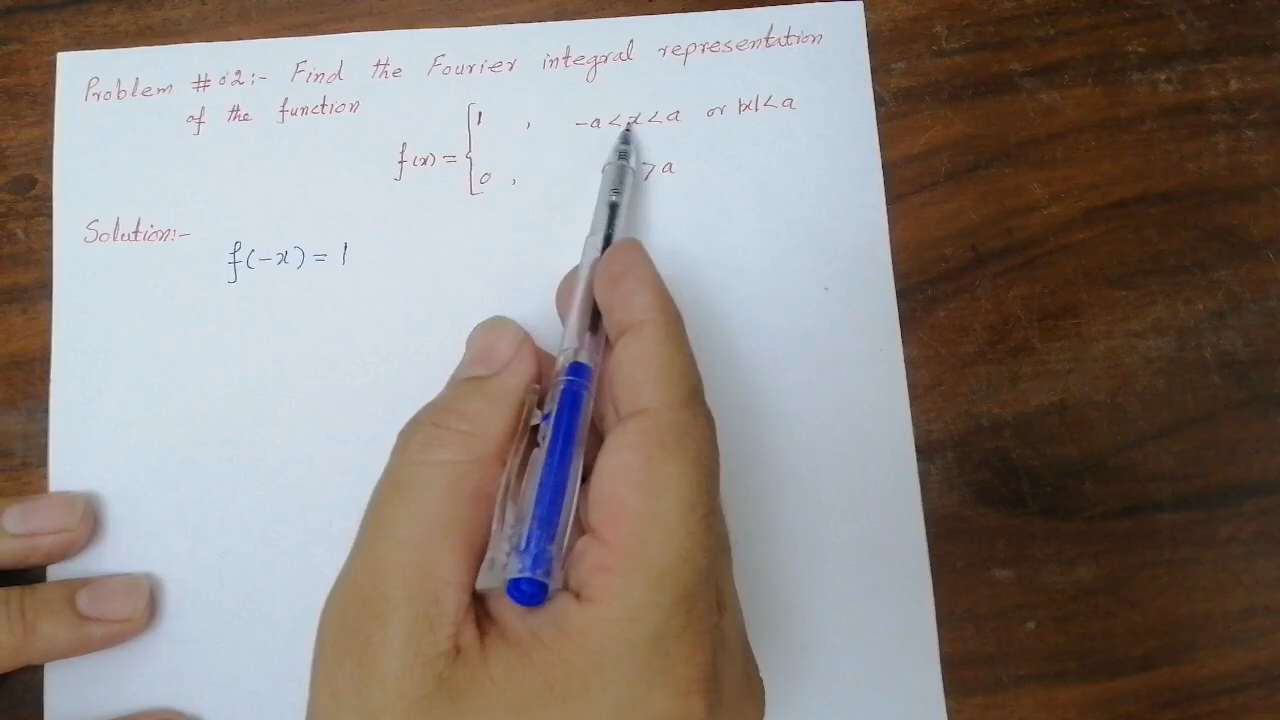 Problem #02:- Find the Fourier integral representation
of the function
f(x) = { 1 , -a<x<a or |x|<a
0 , >a
Solution:-
f(-x) = 1